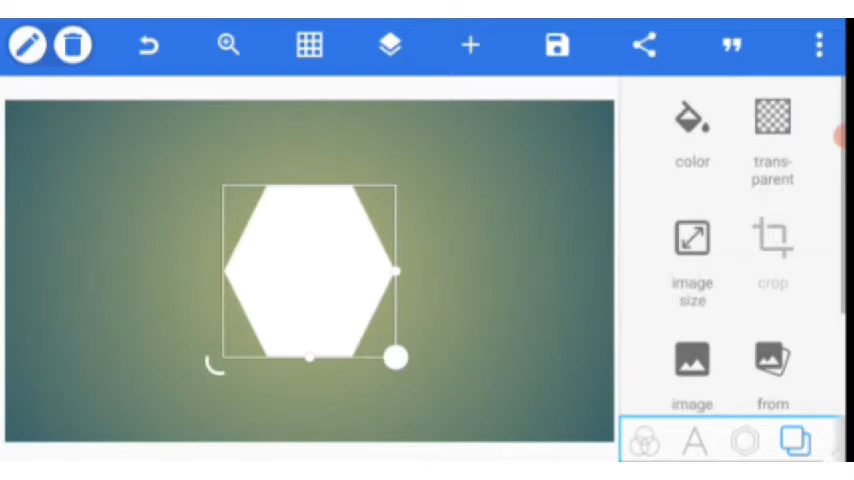 color
trans-
parent
image
size
crop
image
from